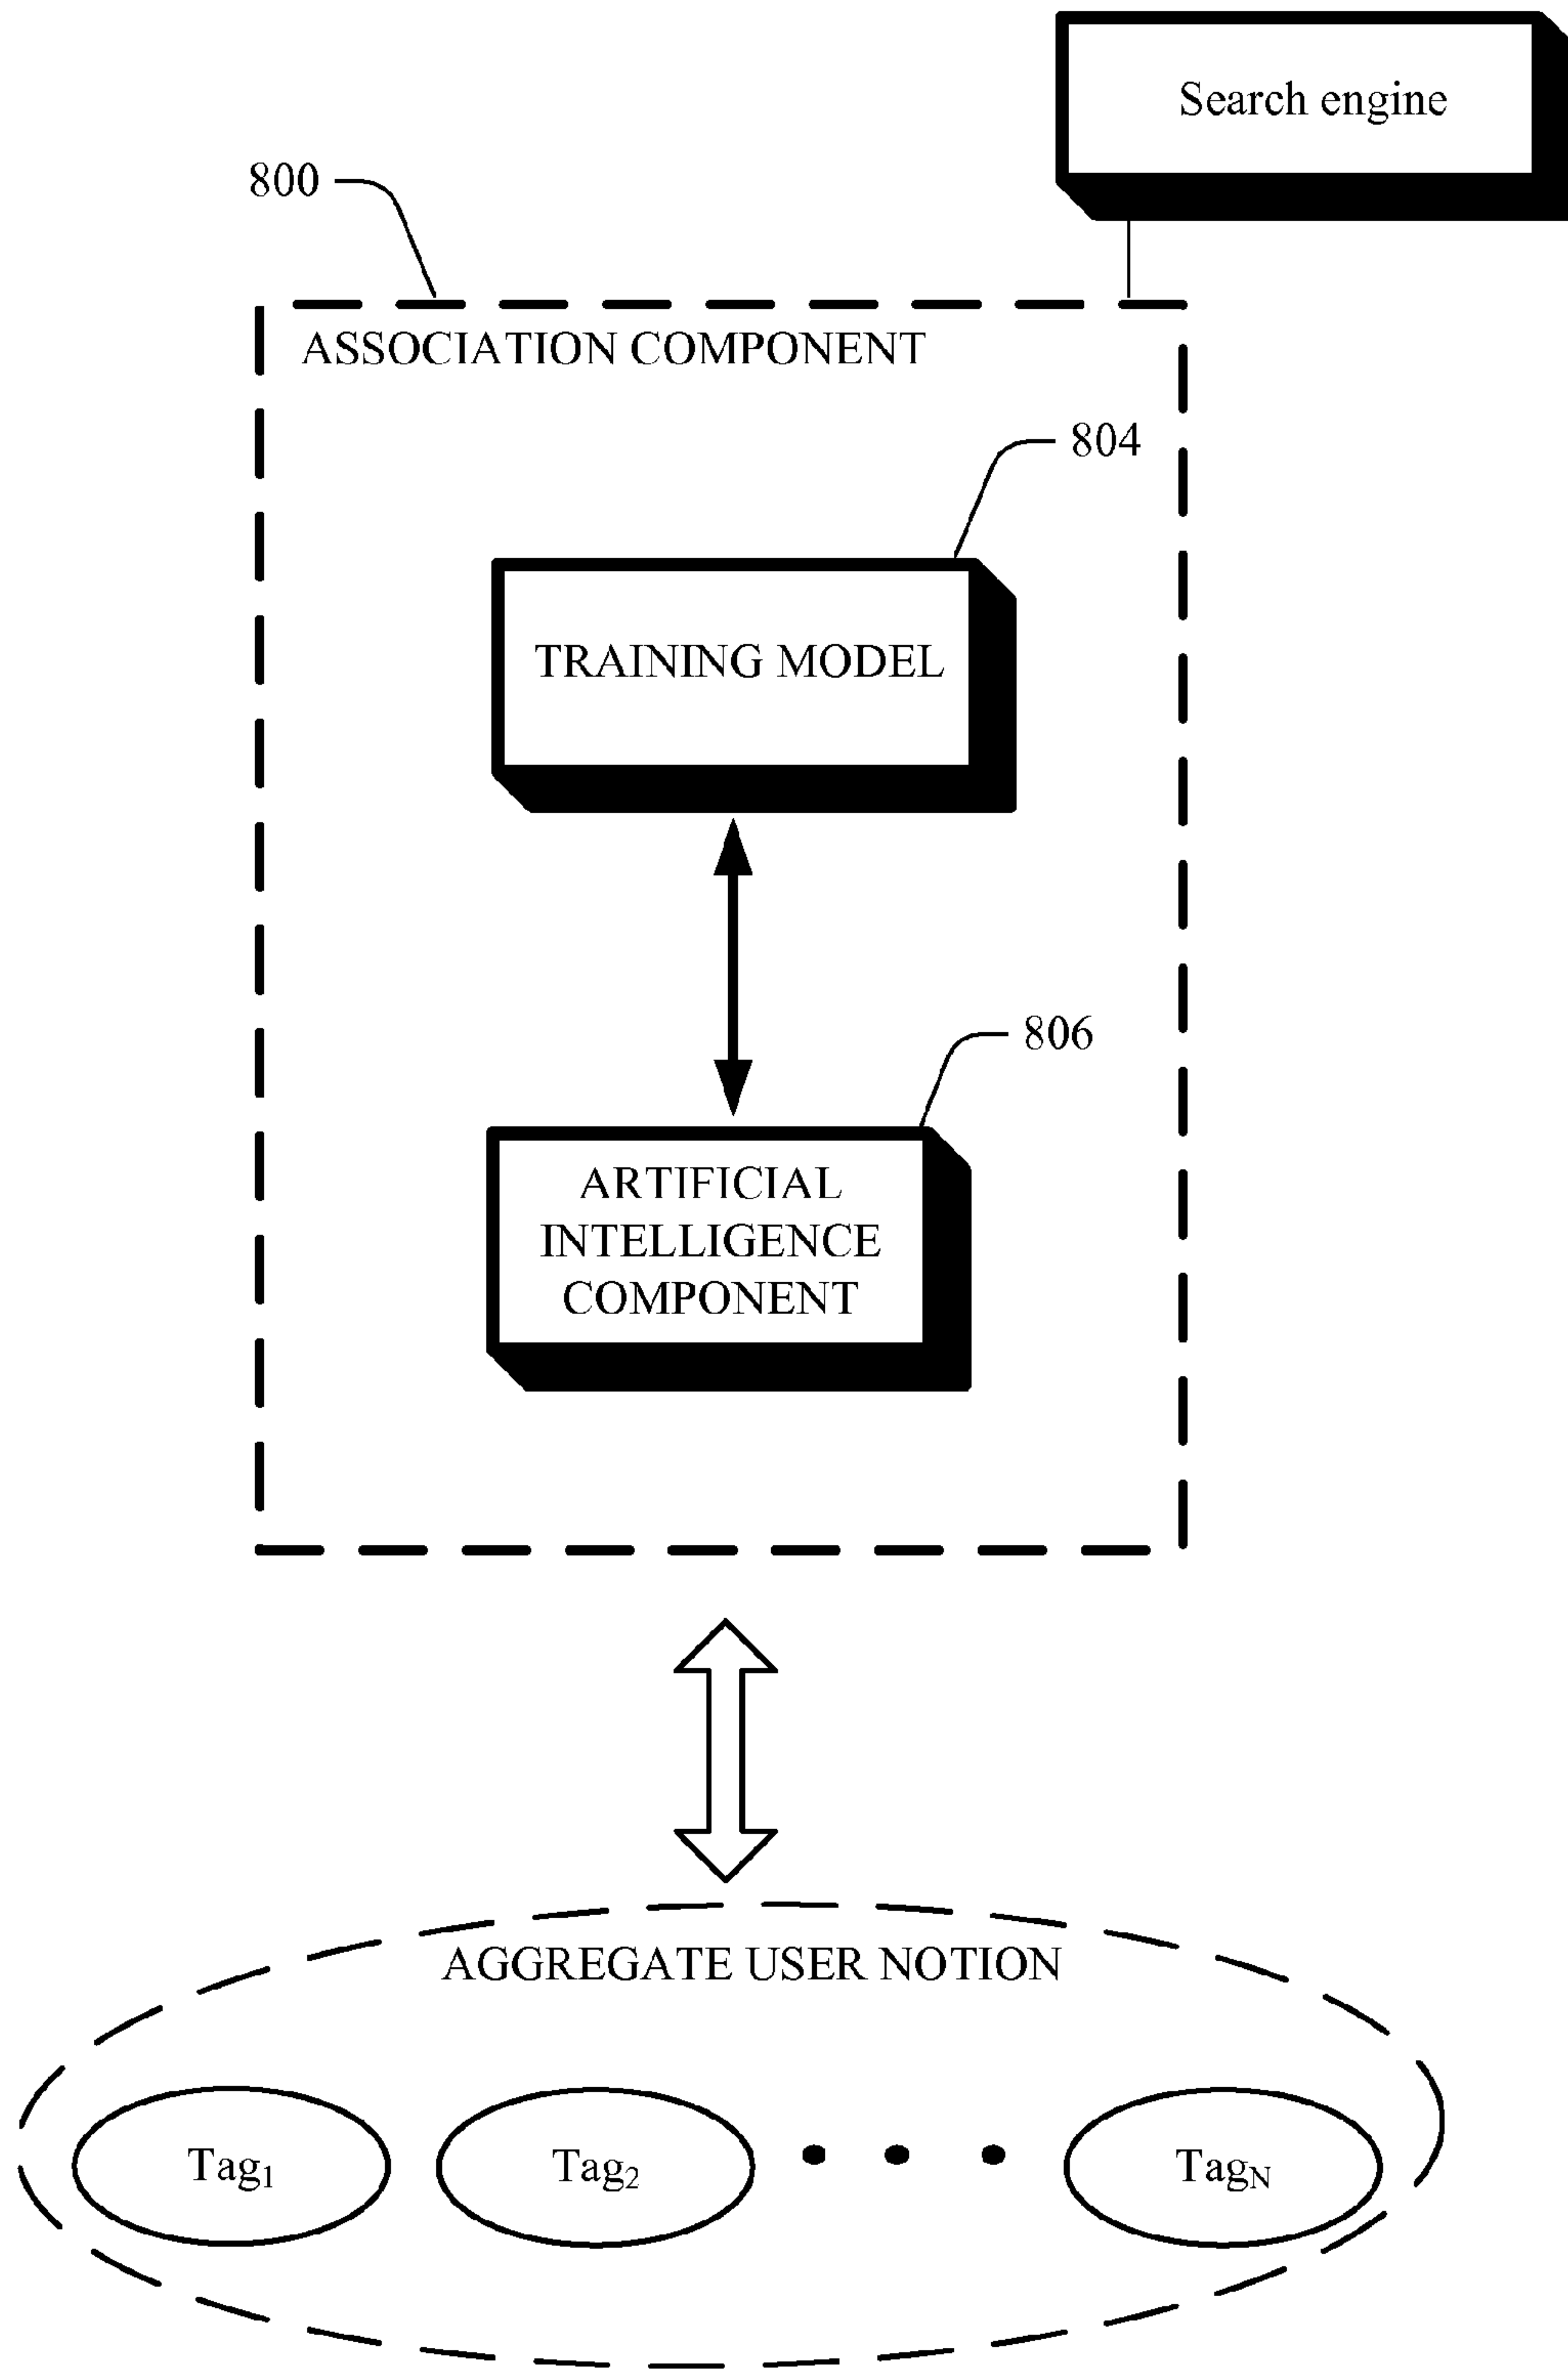 Search engine
800
ASSOCIATION COMPONENT
804
TRAINING MODEL
806
ARTIFICIAL
INTELLIGENCE
COMPONENT
AGGREGATE USER NOTION
Tag1
Tag2
TagN